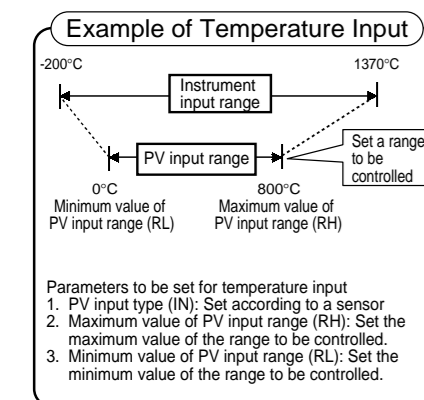 Example of Temperature Input
-200°C
1370°C
Instrument
input range
PV input range
Set a range
to be
controlled
0°C
800°C
Minimum value of
PV input range (RL)
Maximum value of
PV input range (RH)
Parameters to be set for temperature input
1. PV input type (IN): Set according to a sensor
2. Maximum value of PV input range (RH): Set the
maximum value of the range to be controlled.
3. Minimum value of PV input range (RL): Set the
minimum value of the range to be controlled.